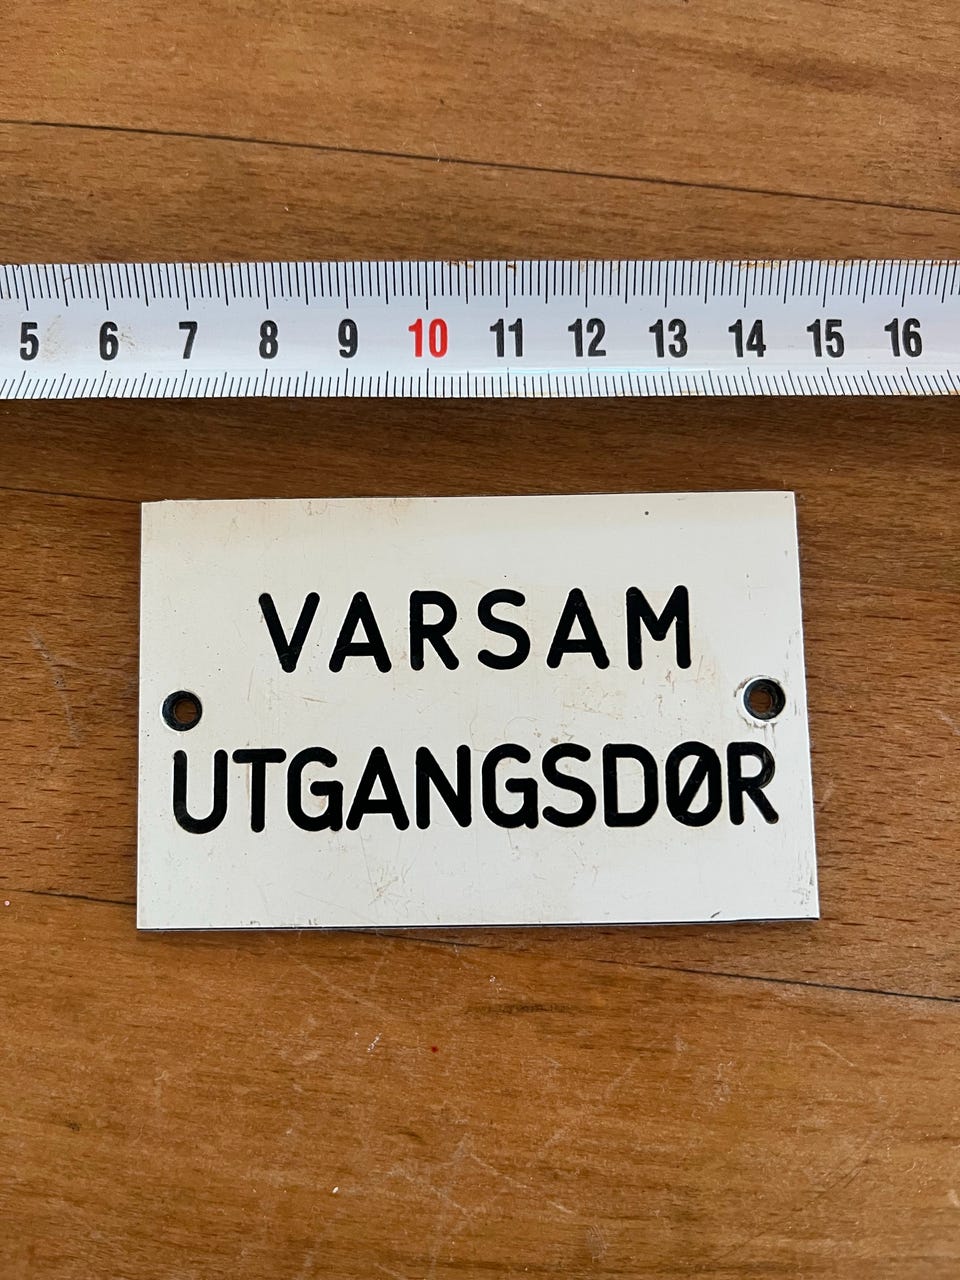 5 6 7 8 9 10 11 12 13 14 15 16
VARSAM
UTGANGSDØR